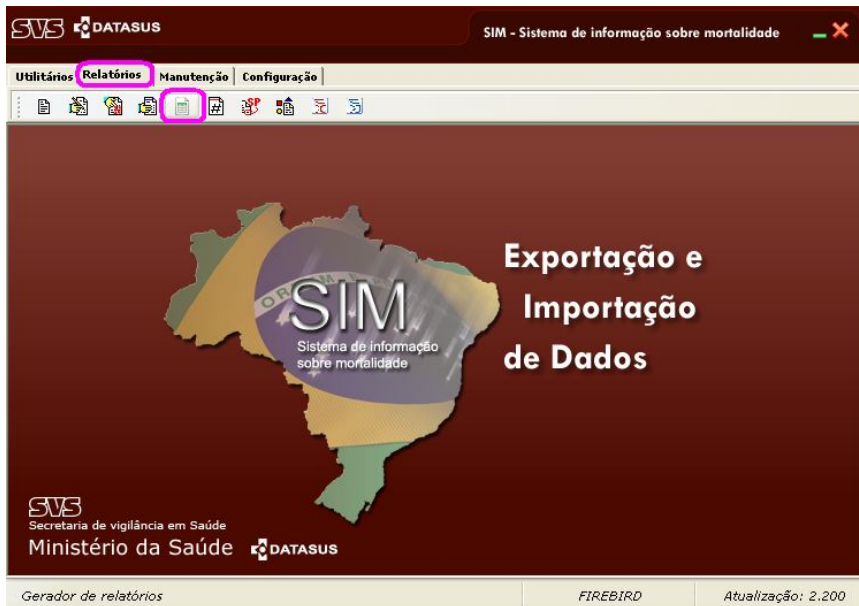 SVS DATASUS
SIM - Sistema de informação sobre mortalidade
Utilitários Relatórios Manutenção Configuração
# SP
Exportação e
Importação
de Dados
SIM
Sistema de informação
sobre mortalidade
SVS
Secretaria de vigilância em Saúde
Ministério da Saúde DATASUS
Gerador de relatórios FIREBIRD Atualização: 2.200